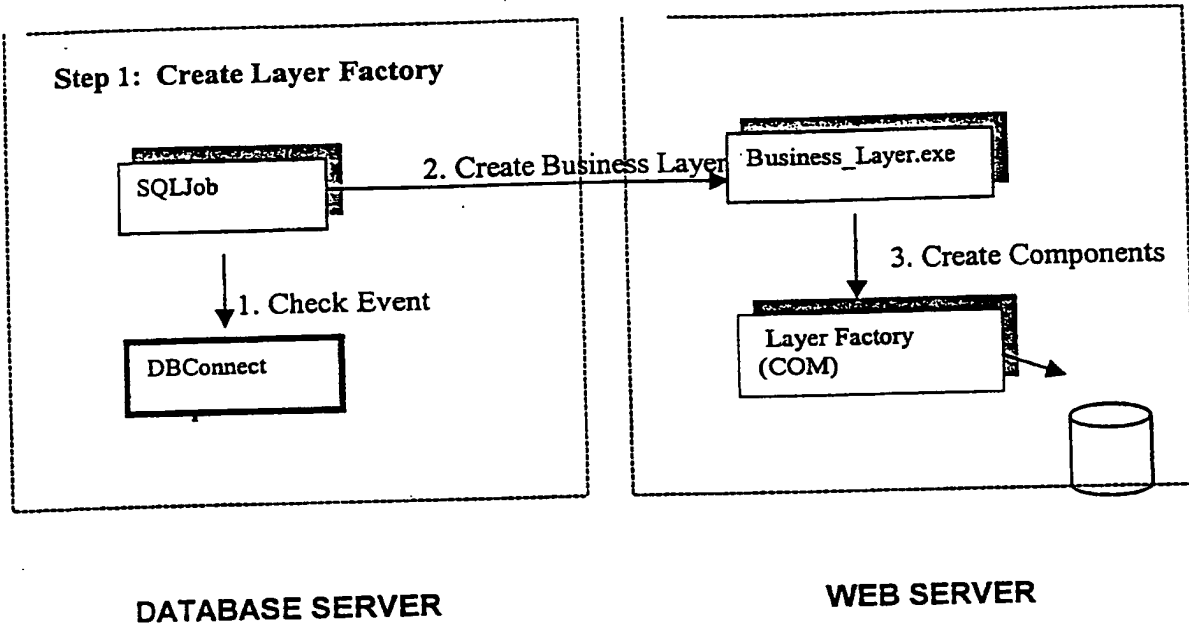 Step 1: Create Layer Factory
SQLJob
2. Create Business Layer
Business_Layer.exe
1. Check Event
3. Create Components
DBConnect
Layer Factory
(COM)
DATABASE SERVER
WEB SERVER